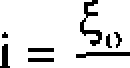 i = ξ₀